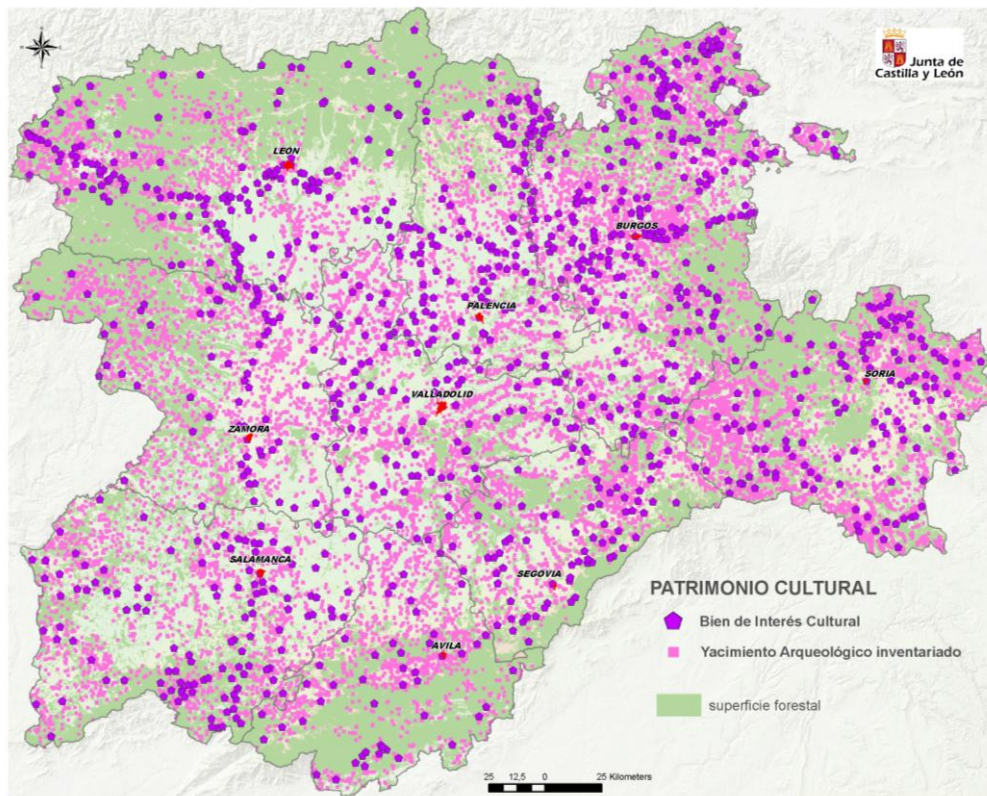 Junta de
Castilla y León
LEON
BURGOS
PALENCIA
SORIA
VALLADOLID
ZAMORA
SALAMANCA
SEGOVIA
AVILA
PATRIMONIO CULTURAL
Bien de Interés Cultural
Yacimiento Arqueológico inventariado
superficie forestal
25 12,5 0 25 Kilometers